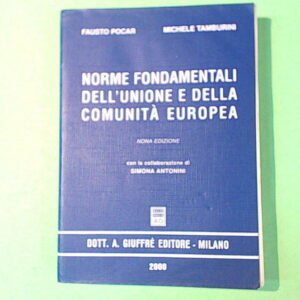 FAUSTO POCAR MICHELE TAMBURINI
NORME FONDAMENTALI
DELL'UNIONE E DELLA
COMUNITÀ EUROPEA
NONA EDIZIONE
con la collaborazione di
SIMONA ANTONINI
DOTT. A. GIUFFRÈ EDITORE - MILANO